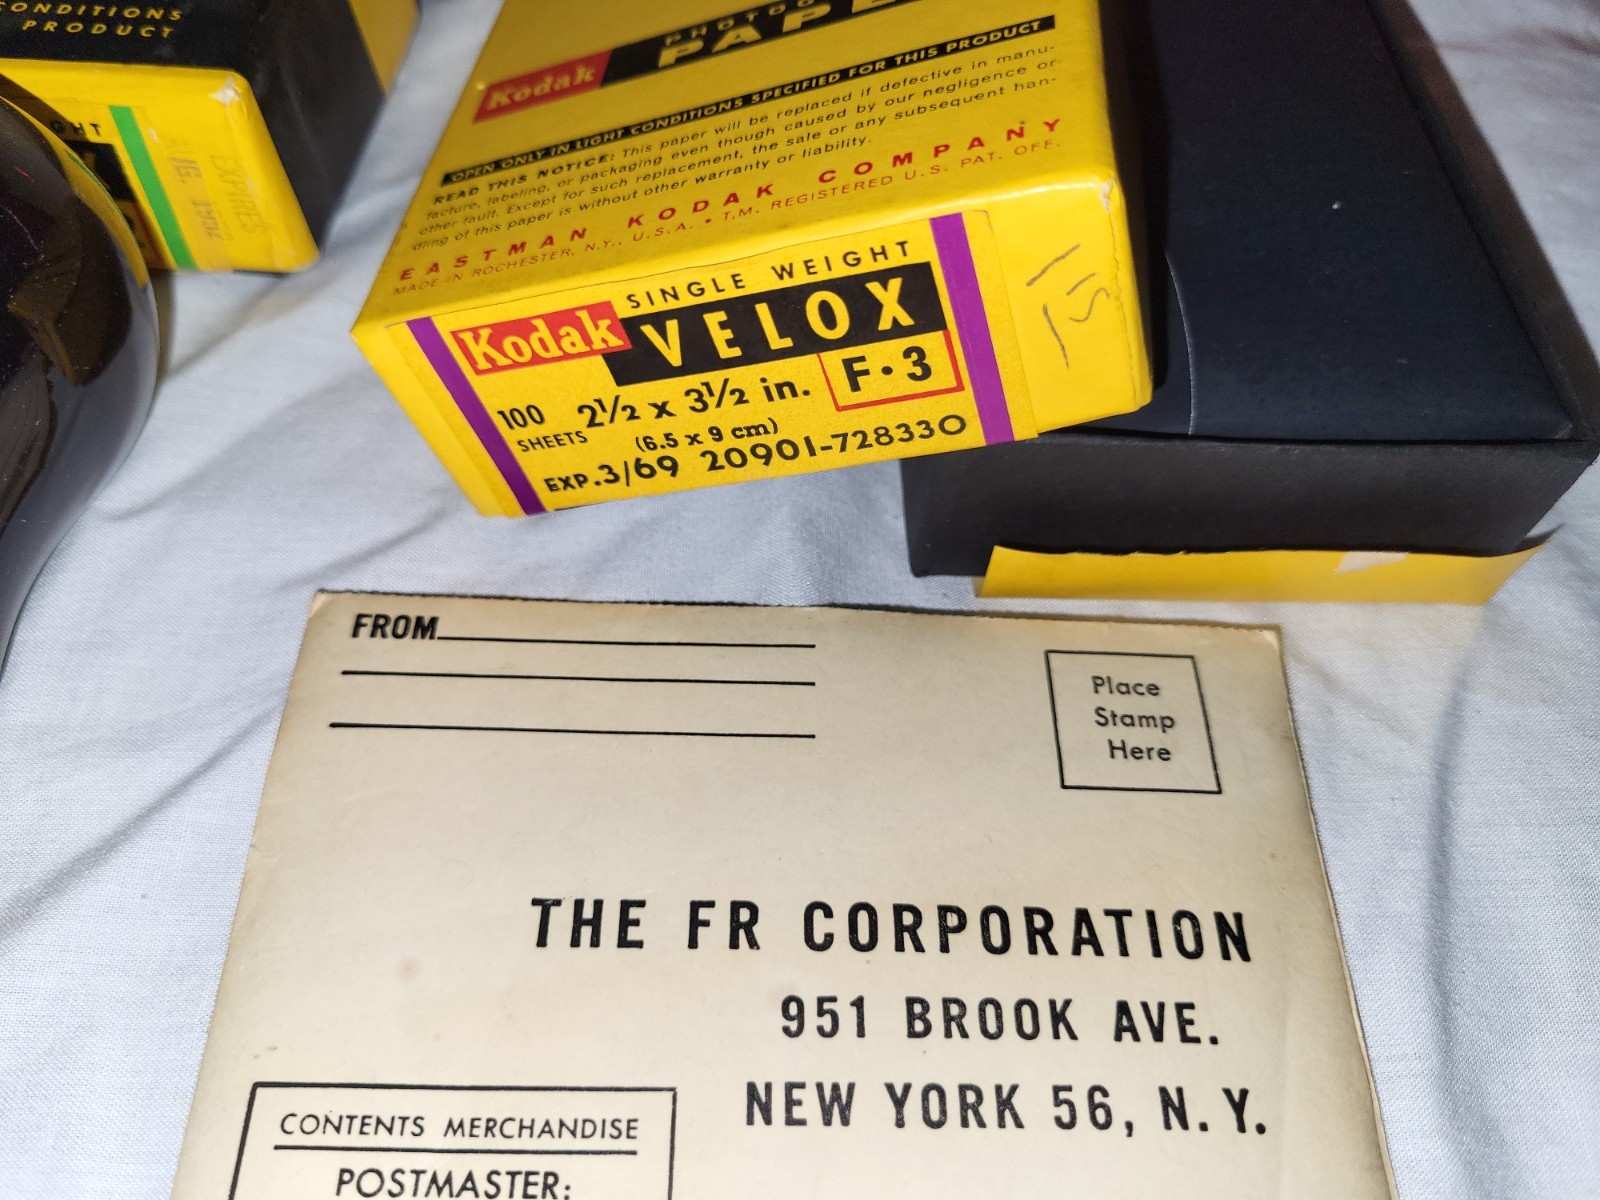 CONDITIONS
PRODUCT
GHT
EXPIRES
AUG. 1972
PAPE
Kodak
OPEN ONLY IN LIGHT CONDITIONS SPECIFIED FOR THIS PRODUCT
READ THIS NOTICE: This paper will be replaced if defective in manu-
facture, labeling, or packaging even though caused by our negligence or
other fault. Except for such replacement, the sale or any subsequent han-
dling of this paper is without other warranty or liability.
EASTMAN KODAK COMPANY
MADE IN ROCHESTER, N.Y., U.S.A. • T.M. REGISTERED U.S. PAT. OFF.
Kodak SINGLE WEIGHT
VELOX
100 SHEETS 2½ x 3½ in. F·3
(6.5 x 9 cm)
EXP. 3/69 20901-728330
FROM
Place
Stamp
Here
THE FR CORPORATION
951 BROOK AVE.
NEW YORK 56, N. Y.
CONTENTS MERCHANDISE
POSTMASTER: